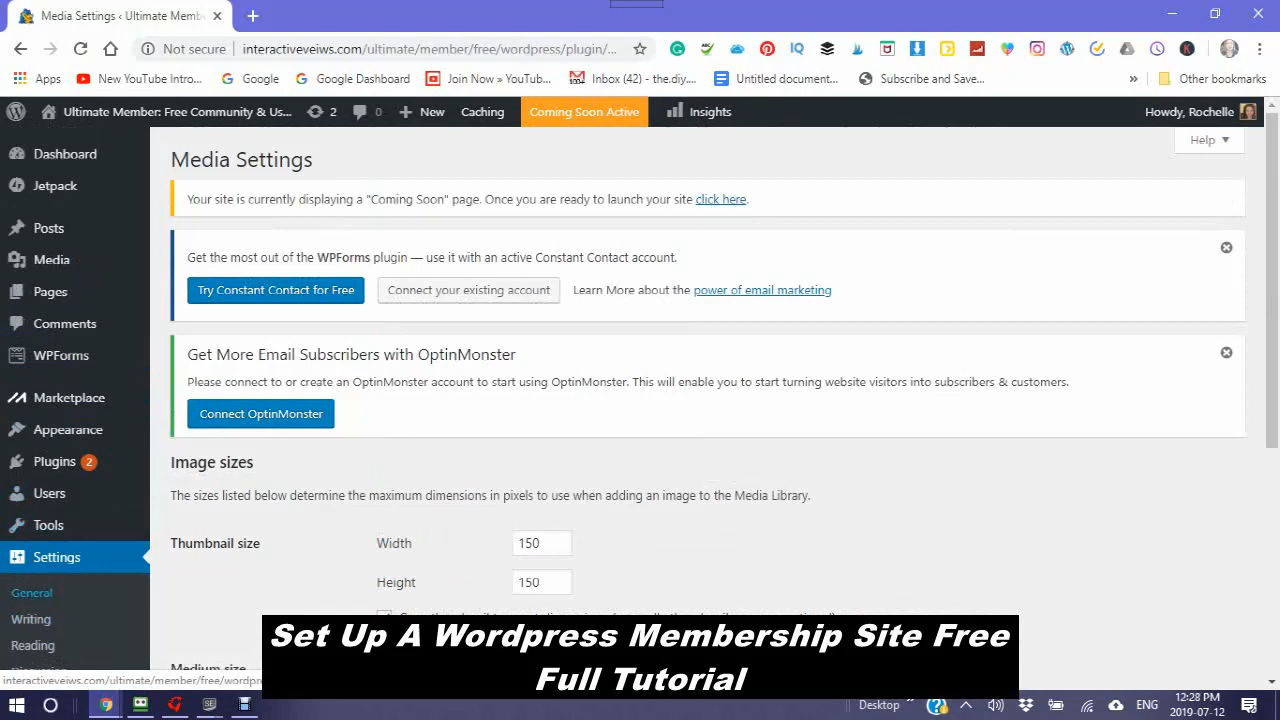 Media Settings ‹ Ultimate Memb
Not secure interactiveveiws.com/ultimate/member/free/wordpress/plugin/...
Apps New YouTube Intro... Google Google Dashboard Join Now » YouTub... Inbox (42) - the.diy... Untitled document... Subscribe and Save... » Other bookmarks
Ultimate Member: Free Community & Us... 2 0 New Caching Coming Soon Active Insights Howdy, Rochelle
Help
Dashboard
Jetpack
Posts
Media
Pages
Comments
WPForms
Marketplace
Appearance
Plugins 2
Users
Tools
Settings
General
Writing
Reading
Media Settings
Your site is currently displaying a "Coming Soon" page. Once you are ready to launch your site click here.
Get the most out of the WPForms plugin — use it with an active Constant Contact account.
Try Constant Contact for Free Connect your existing account Learn More about the power of email marketing
Get More Email Subscribers with OptinMonster
Please connect to or create an OptinMonster account to start using OptinMonster. This will enable you to start turning website visitors into subscribers & customers.
Connect OptinMonster
Image sizes
The sizes listed below determine the maximum dimensions in pixels to use when adding an image to the Media Library.
Thumbnail size Width 150
Height 150
Medium size
interactiveveiws.com/ultimate/member/free/wordpr
Set Up A Wordpress Membership Site Free
Full Tutorial
Desktop ENG 12:28 PM
2019-07-12